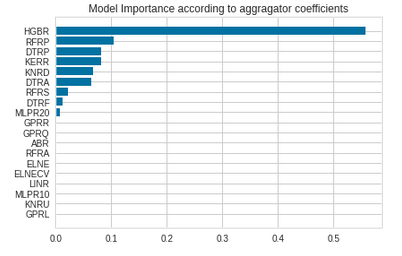 Model Importance according to aggragator coefficients
HGBR
RFRP
DTRP
KERR
KNRD
DTRA
RFRS
DTRF
MLPR20
GPRR
GPRQ
ABR
RFRA
ELNE
ELNECV
LINR
MLPR10
KNRU
GPRL
0.0 0.1 0.2 0.3 0.4 0.5